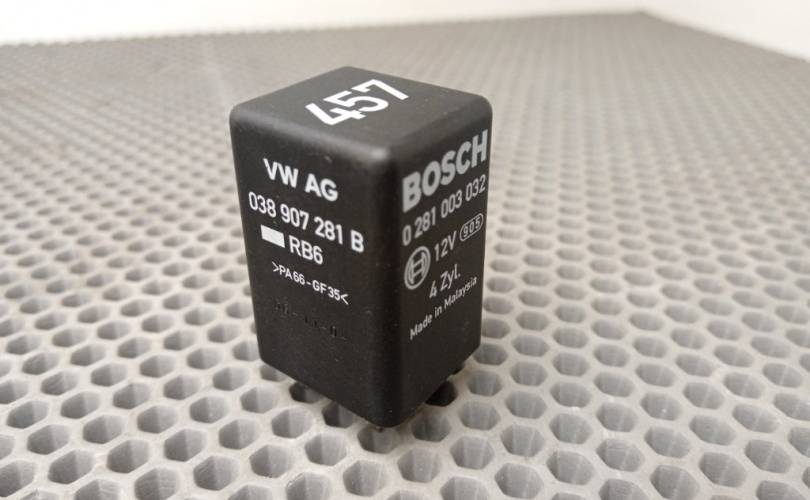 457
VW AG
038 907 281 B
RB6
>PA66-GF35<
BOSCH
0 281 003 032
12V 905
4 Zyl.
Made in Malaysia